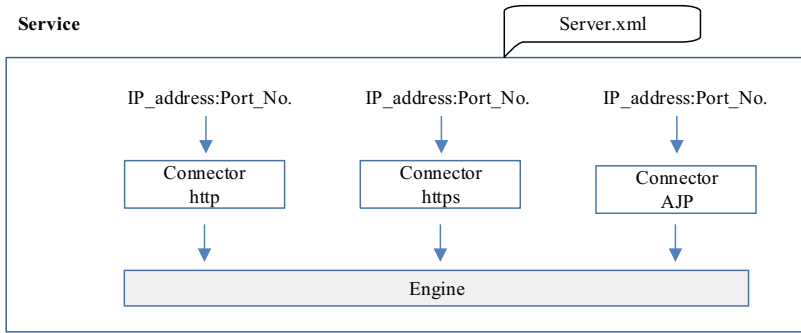 Service
Server.xml
IP_address:Port_No.
IP_address:Port_No.
IP_address:Port_No.
Connector
http
Connector
https
Connector
AJP
Engine